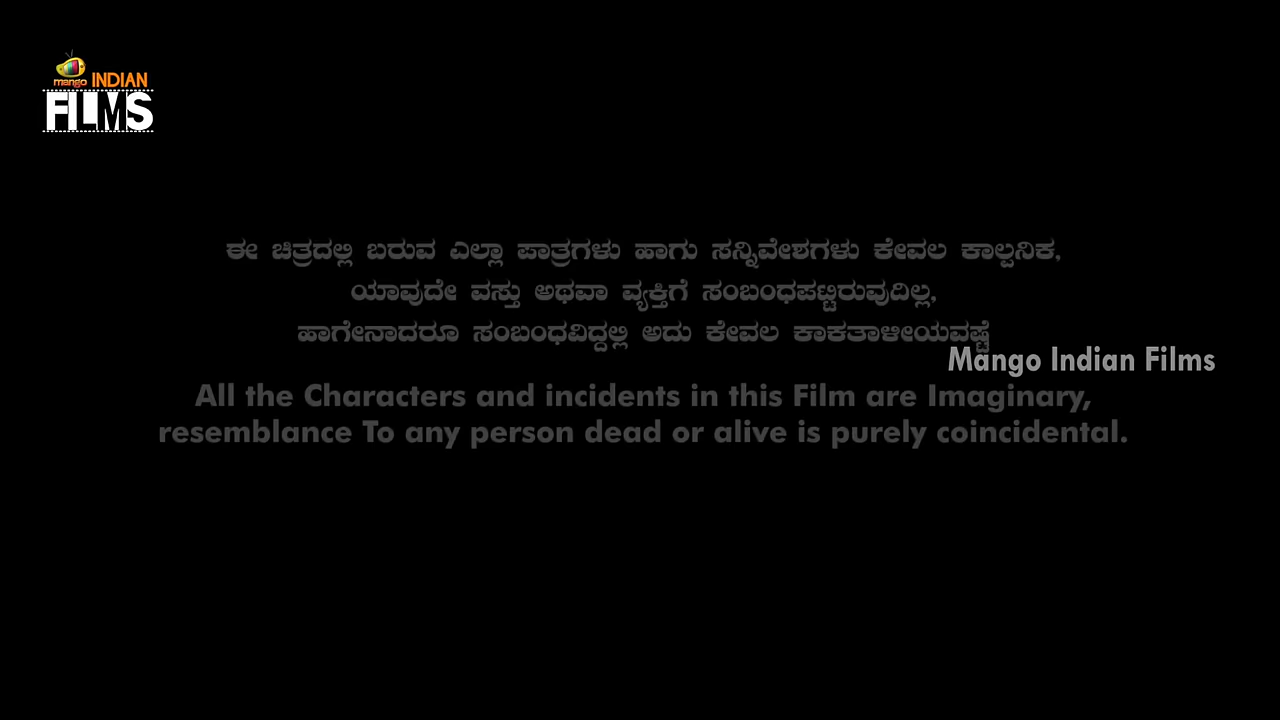 mango INDIAN
FILMS
ಈ ಚಿತ್ರದಲ್ಲಿ ಬರುವ ಎಲ್ಲಾ ಪಾತ್ರಗಳು ಹಾಗು ಸನ್ನಿವೇಶಗಳು ಕೇವಲ ಕಾಲ್ಪನಿಕ,
ಯಾವುದೇ ವಸ್ತು ಅಥವಾ ವ್ಯಕ್ತಿಗೆ ಸಂಬಂಧಪಟ್ಟಿರುವುದಿಲ್ಲ,
ಹಾಗೇನಾದರೂ ಸಂಬಂಧವಿದ್ದಲ್ಲಿ ಅದು ಕೇವಲ ಕಾಕತಾಳೀಯವಷ್ಟೆ
Mango Indian Films
All the Characters and incidents in this Film are Imaginary,
resemblance To any person dead or alive is purely coincidental.